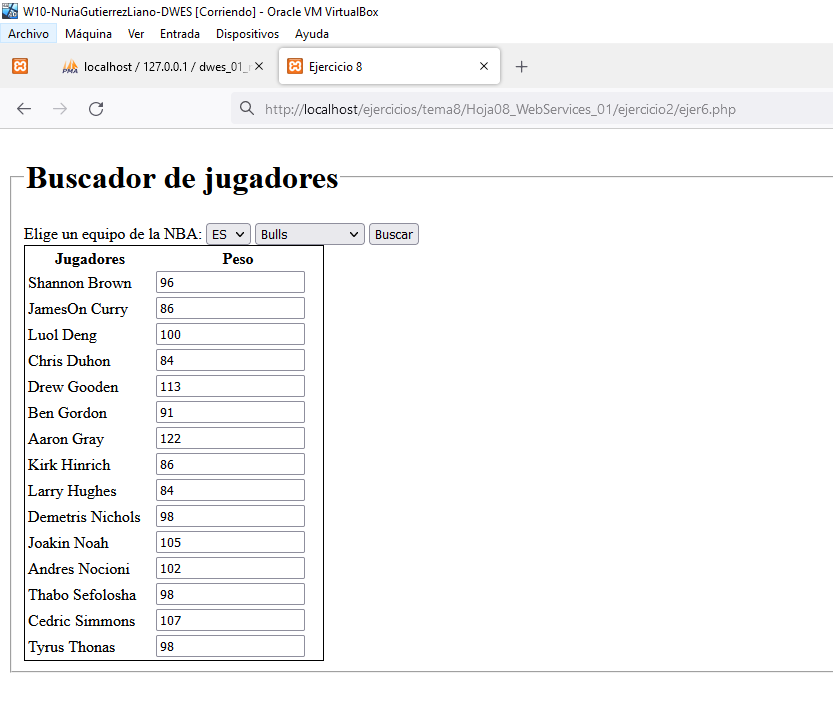 W10-NuriaGutierrezLiano-DWES [Corriendo] - Oracle VM VirtualBox
Archivo Máquina Ver Entrada Dispositivos Ayuda
PMA localhost / 127.0.0.1 / dwes_01_ Ejercicio 8
http://localhost/ejercicios/tema8/Hoja08_WebServices_01/ejercicio2/ejer6.php
Buscador de jugadores
Elige un equipo de la NBA: ES Bulls Buscar
Jugadores Peso
Shannon Brown 96
JamesOn Curry 86
Luol Deng 100
Chris Duhon 84
Drew Gooden 113
Ben Gordon 91
Aaron Gray 122
Kirk Hinrich 86
Larry Hughes 84
Demetris Nichols 98
Joakin Noah 105
Andres Nocioni 102
Thabo Sefolosha 98
Cedric Simmons 107
Tyrus Thonas 98